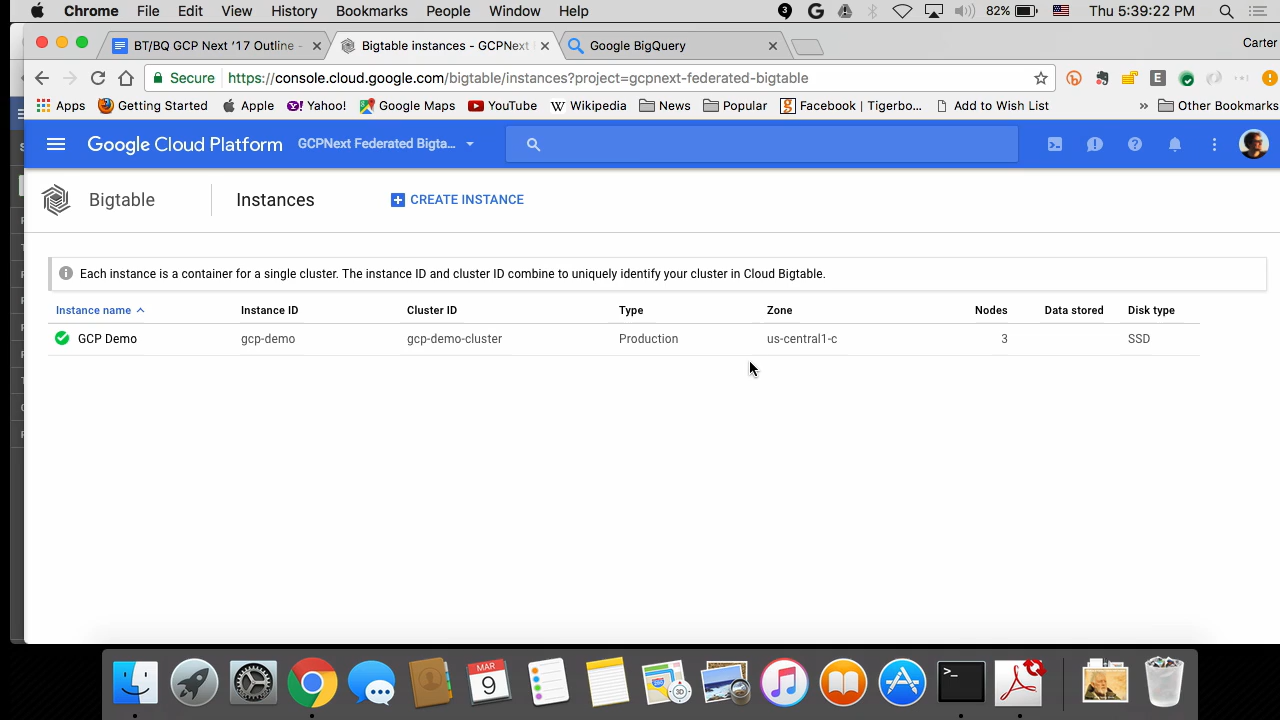 Chrome File Edit View History Bookmarks People Window Help 3 82% Thu 5:39:22 PM
BT/BQ GCP Next '17 Outline - Bigtable instances - GCPNext Google BigQuery Carter
Secure https://console.cloud.google.com/bigtable/instances?project=gcpnext-federated-bigtable
Apps Getting Started Apple Yahoo! Google Maps YouTube Wikipedia News Popular Facebook | Tigerbo... Add to Wish List » Other Bookmarks
Google Cloud Platform GCPNext Federated Bigta...
Bigtable Instances CREATE INSTANCE
Each instance is a container for a single cluster. The instance ID and cluster ID combine to uniquely identify your cluster in Cloud Bigtable.
Instance name Instance ID Cluster ID Type Zone Nodes Data stored Disk type
GCP Demo gcp-demo gcp-demo-cluster Production us-central1-c 3 SSD
MAR
9
3D